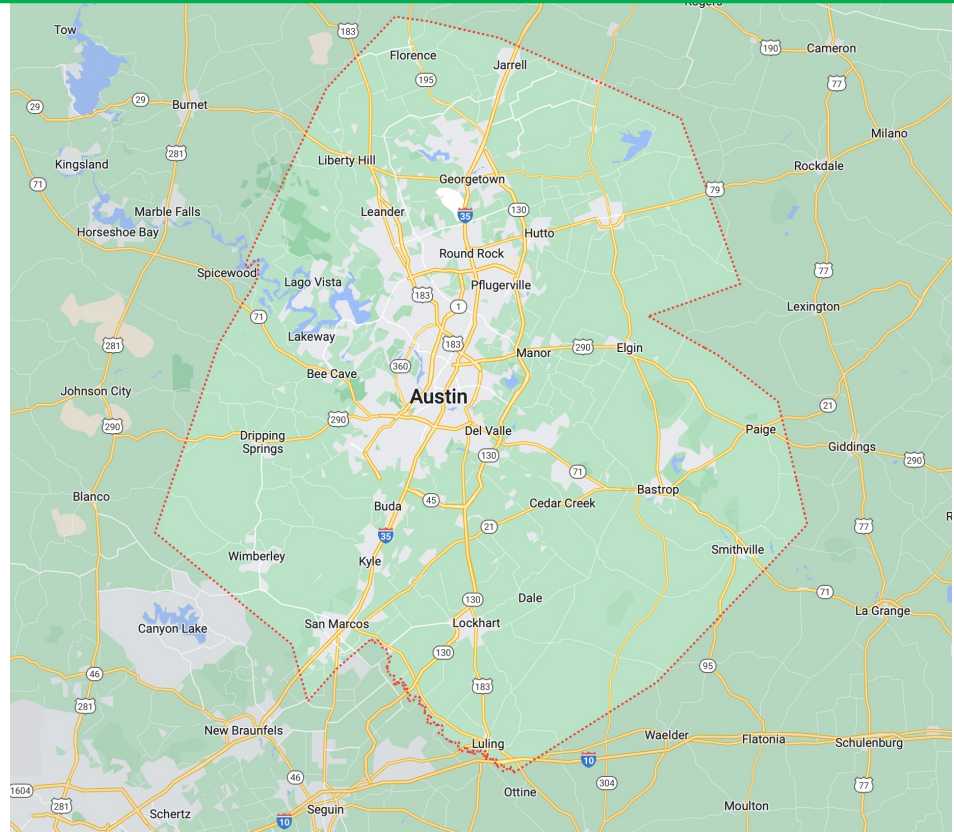 Tow
183
Florence
195
Jarrell
190
Cameron
77
29
29
Burnet
Milano
281
Liberty Hill
Rockdale
Kingsland
Georgetown
71
79
Marble Falls
Leander
35
130
Horseshoe Bay
Hutto
Round Rock
Spicewood
77
Lago Vista
Pflugerville
183
1
Lexington
71
Lakeway
183
281
Manor
290
Elgin
360
Bee Cave
Johnson City
Austin
21
290
290
Paige
Dripping
Springs
Del Valle
Giddings
130
290
71
Blanco
45
Bastrop
Buda
Cedar Creek
21
77
35
Wimberley
Smithville
Kyle
71
130
Dale
La Grange
Canyon Lake
San Marcos
Lockhart
130
95
46
183
281
New Braunfels
Luling
Waelder
Flatonia
Schulenburg
10
46
304
1604
Ottine
77
281
Seguin
Moulton
Schertz
10